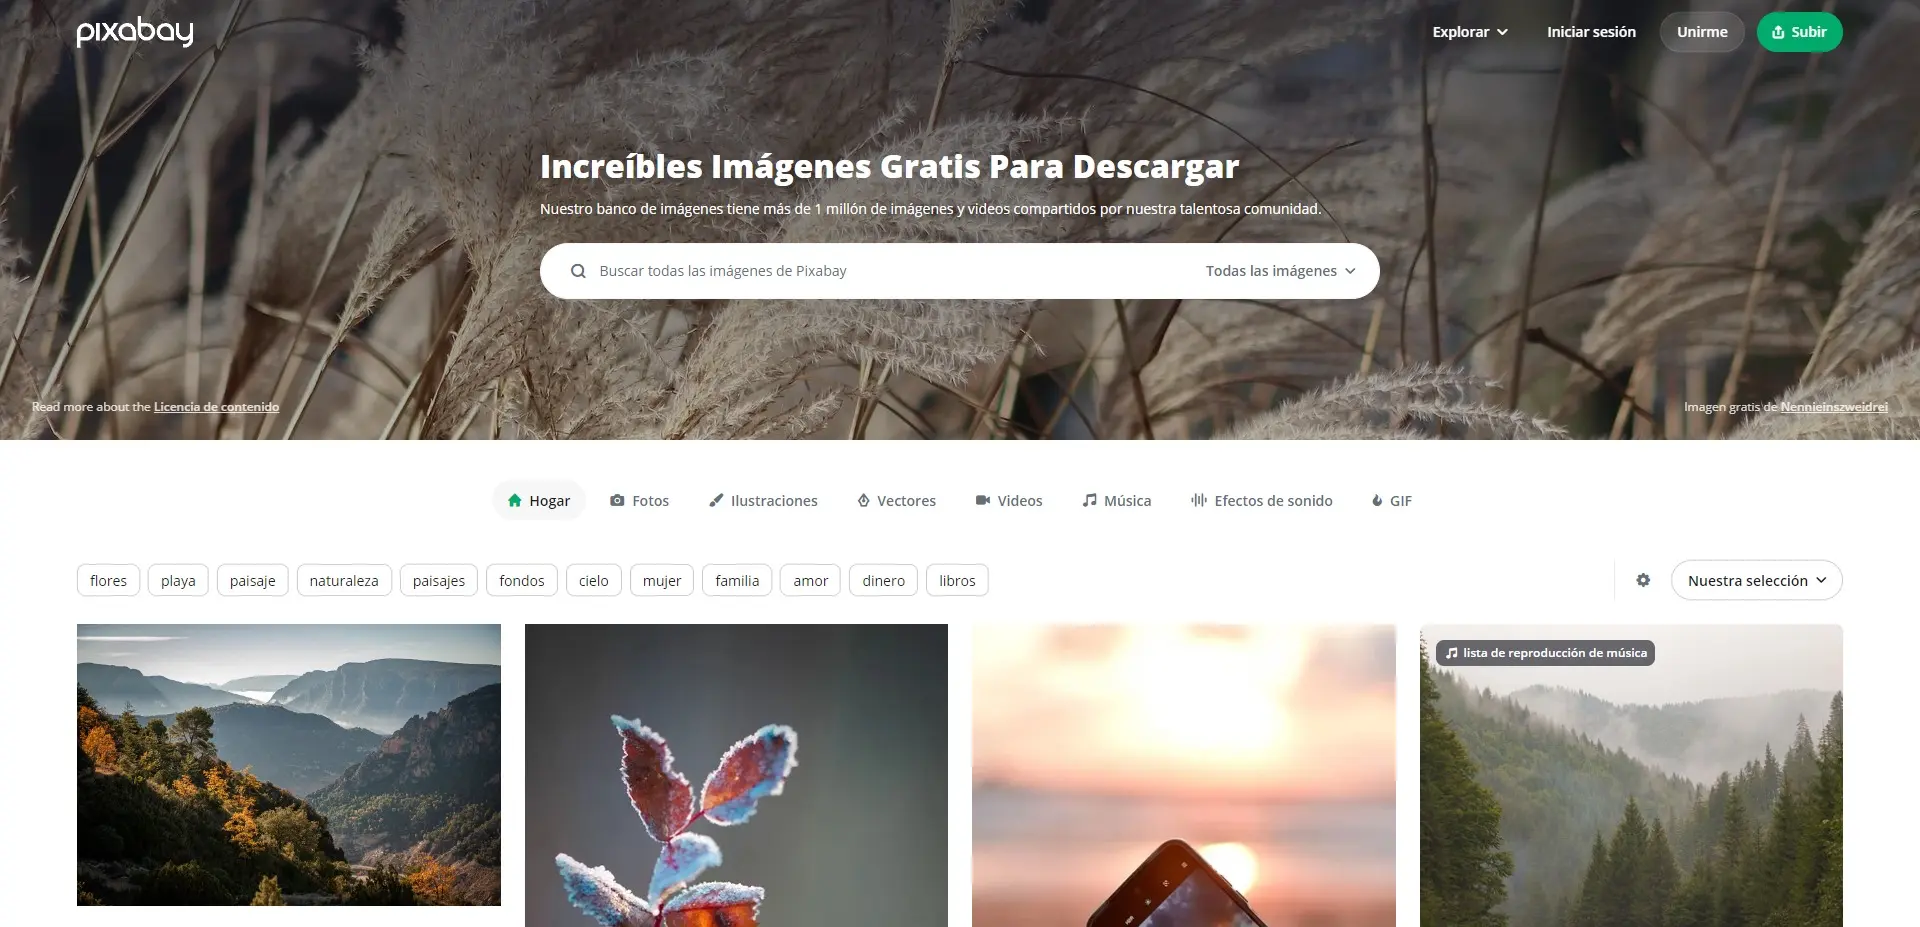 pixabay
Explorar
Iniciar sesión
Unirme
Subir
Increíbles Imágenes Gratis Para Descargar
Nuestro banco de imágenes tiene más de 1 millón de imágenes y videos compartidos por nuestra talentosa comunidad.
Buscar todas las imágenes de Pixabay
Todas las imágenes
Read more about the Licencia de contenido
Imagen gratis de Nennieinszweidrei
Hogar
Fotos
Ilustraciones
Vectores
Videos
Música
Efectos de sonido
GIF
flores
playa
paisaje
naturaleza
paisajes
fondos
cielo
mujer
familia
amor
dinero
libros
Nuestra selección
lista de reproducción de música